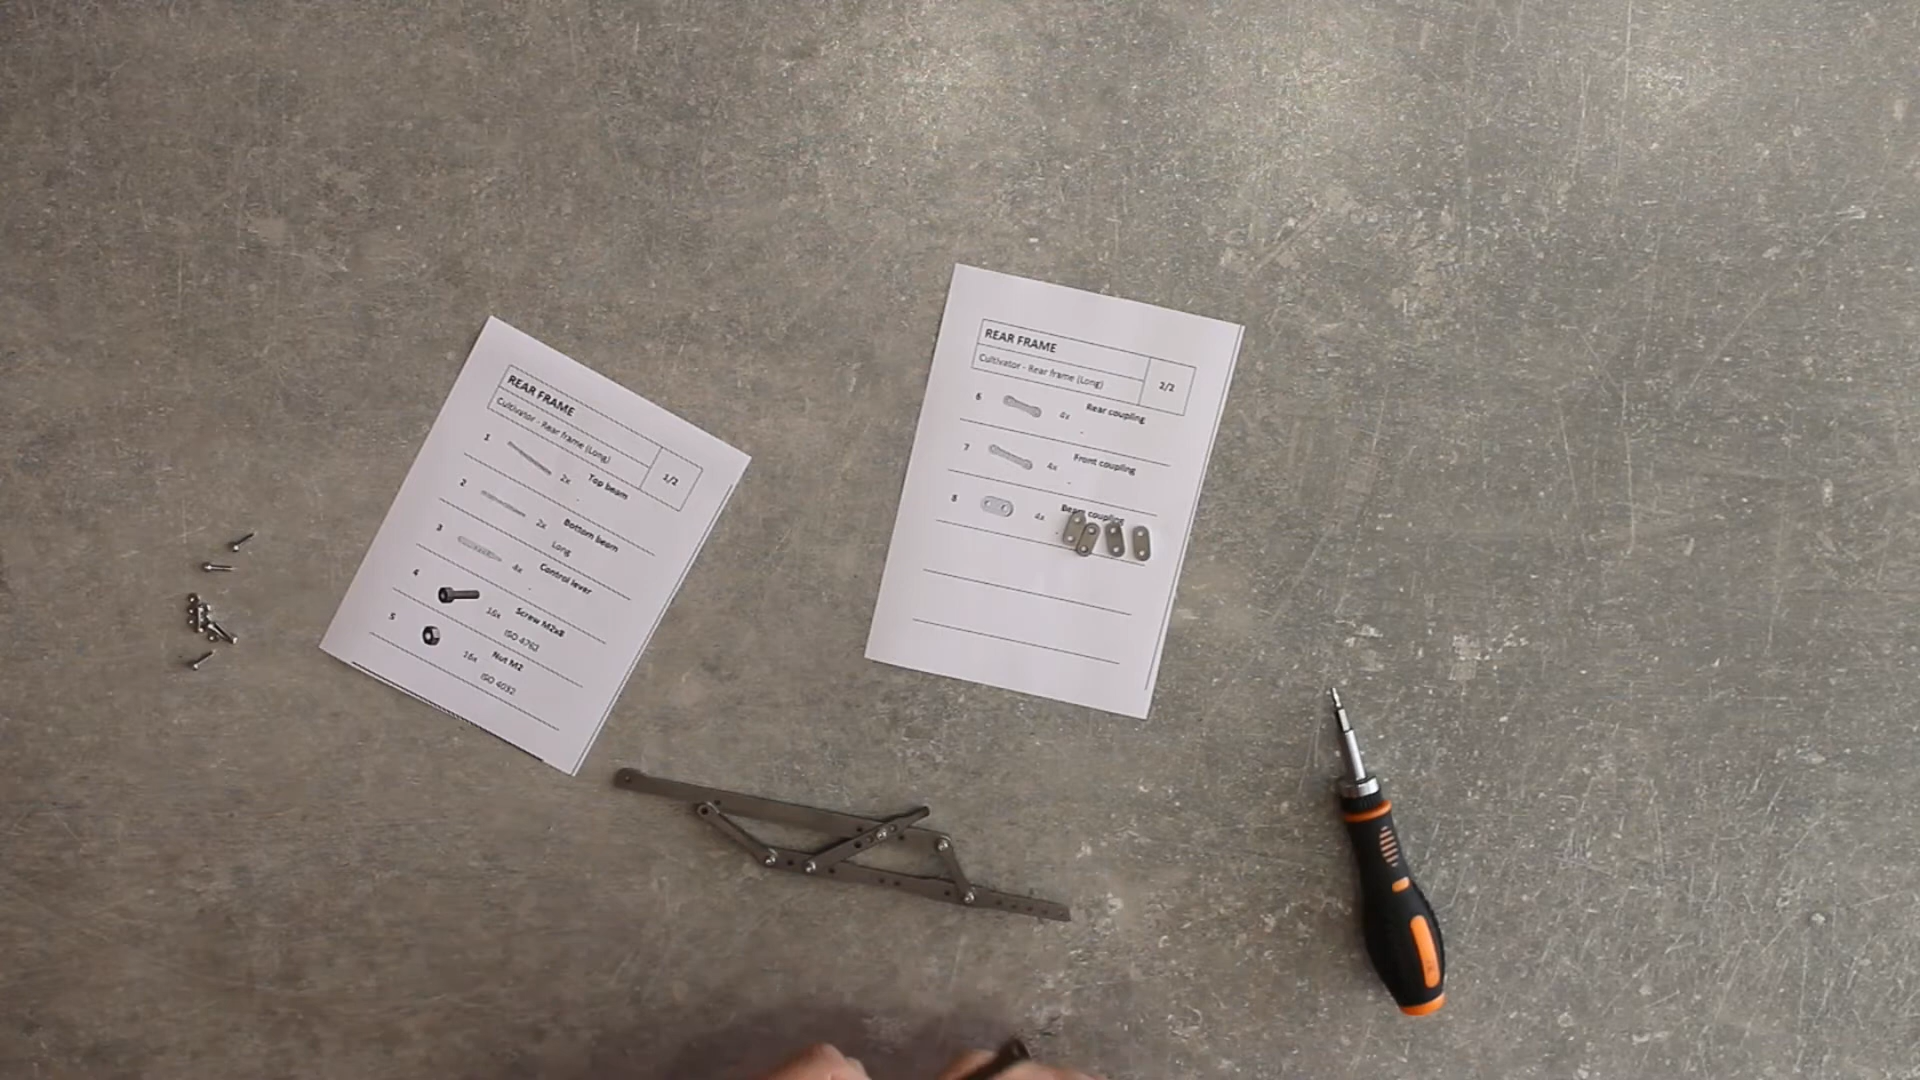 REAR FRAME
Cultivator - Rear frame (Long)
1/2
1 2x Top beam
-
2 2x Bottom beam
Long
3 4x Control lever
-
4 16x Screw M2x8
ISO 4762
5 16x Nut M2
ISO 4032
REAR FRAME
Cultivator - Rear frame (Long)
2/2
6 4x Rear coupling
-
7 4x Front coupling
-
8 4x Beam coupling
-